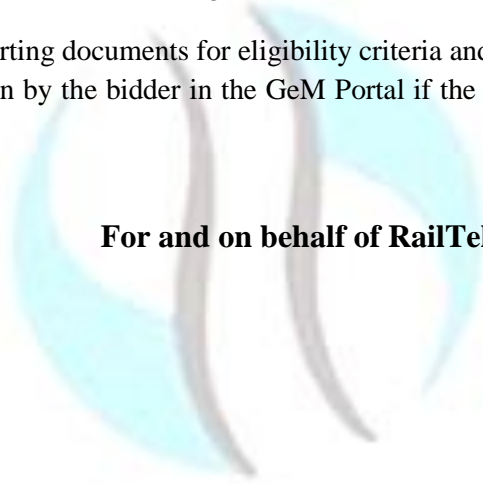 rting documents for eligibility criteria and
n by the bidder in the GeM Portal if the
For and on behalf of RailTel